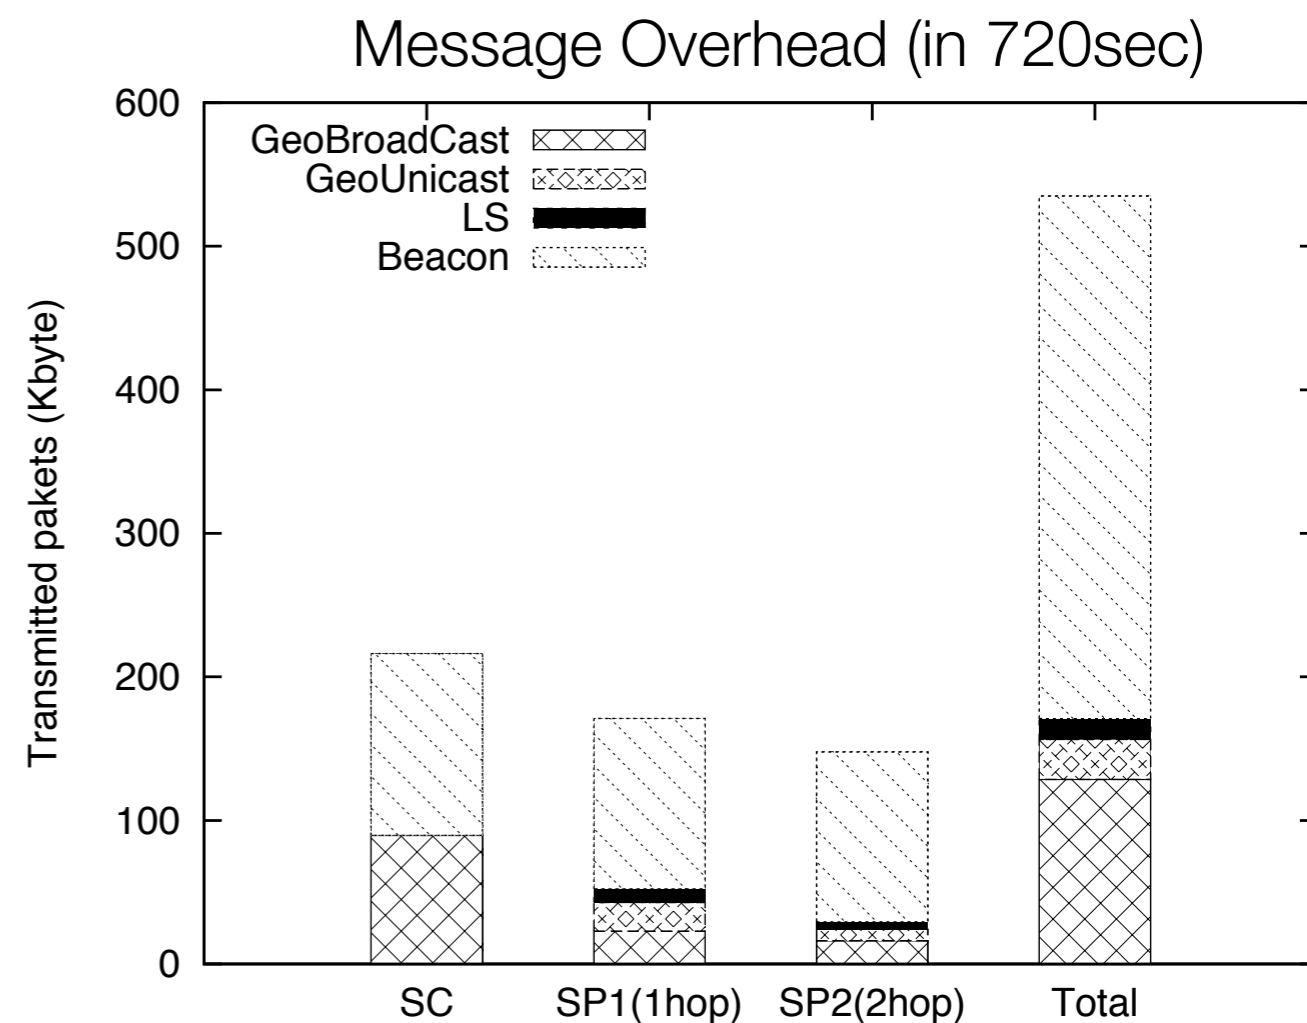 Message Overhead (in 720sec)
600
500
400
300
200
100
0
Transmitted pakets (Kbyte)
GeoBroadCast
GeoUnicast
LS
Beacon
SC
SP1(1hop)
SP2(2hop)
Total